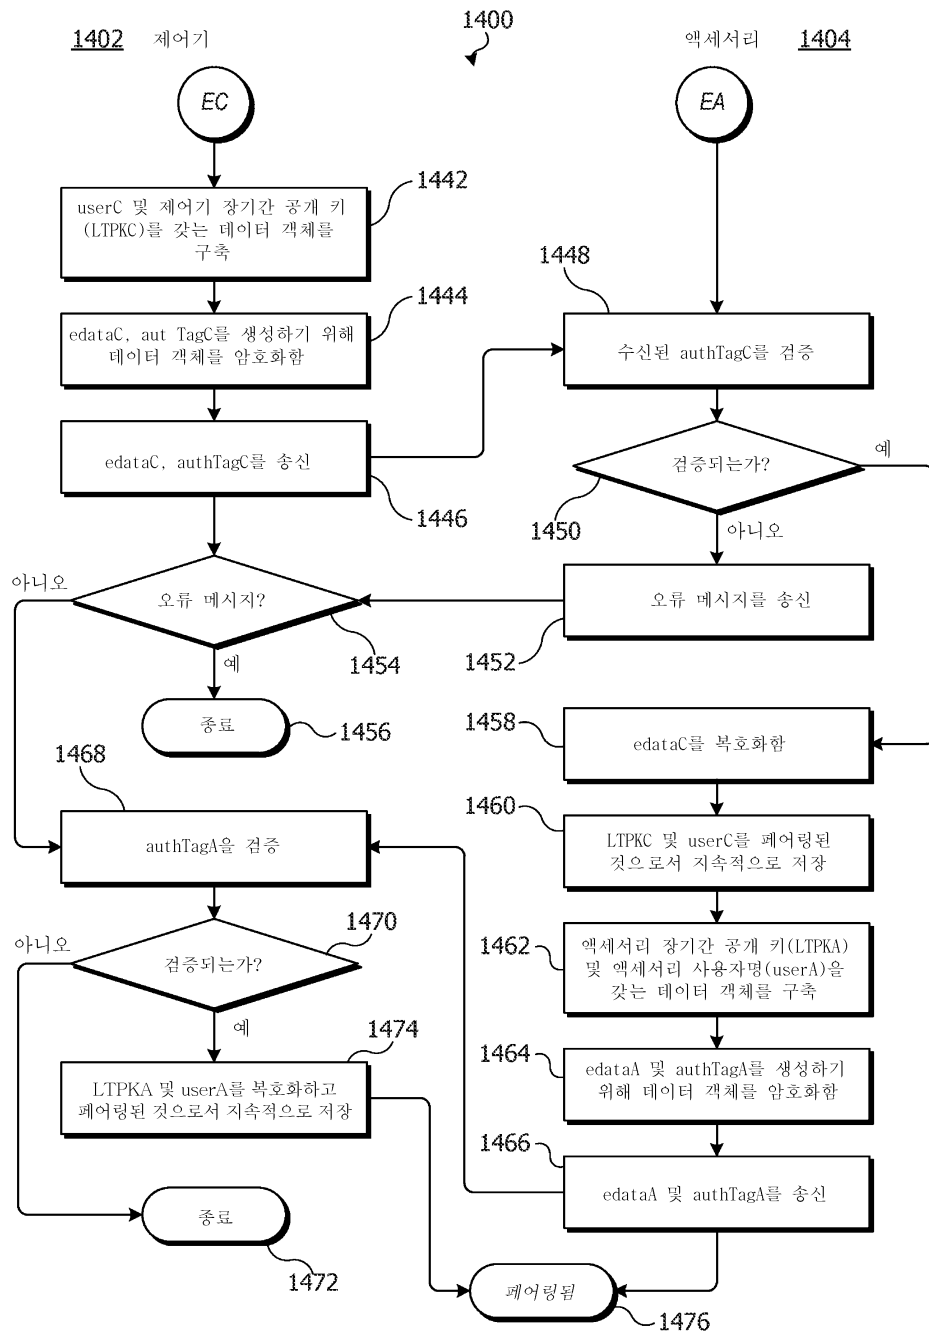 1400
1402 제어기
액세서리 1404
EC
EA
1442
userC 및 제어기 장기간 공개 키
(LTPKC)를 갖는 데이터 객체를
구축
1444
edataC, aut TagC를 생성하기 위해
데이터 객체를 암호화함
edataC, authTagC를 송신
1446
1448
수신된 authTagC를 검증
검증되는가?
예
1450
아니오
오류 메시지를 송신
1452
아니오
오류 메시지?
1454
예
종료
1456
1458
edataC를 복호화함
1460
LTPKC 및 userC를 페어링된
것으로서 지속적으로 저장
1462
액세서리 장기간 공개 키(LTPKA)
및 액세서리 사용자명(userA)을
갖는 데이터 객체를 구축
1464
edataA 및 authTagA를 생성하기
위해 데이터 객체를 암호화함
1466
edataA 및 authTagA를 송신
1468
authTagA을 검증
1470
아니오
검증되는가?
예
1474
LTPKA 및 userA를 복호화하고
페어링된 것으로서 지속적으로 저장
종료
1472
페어링됨
1476